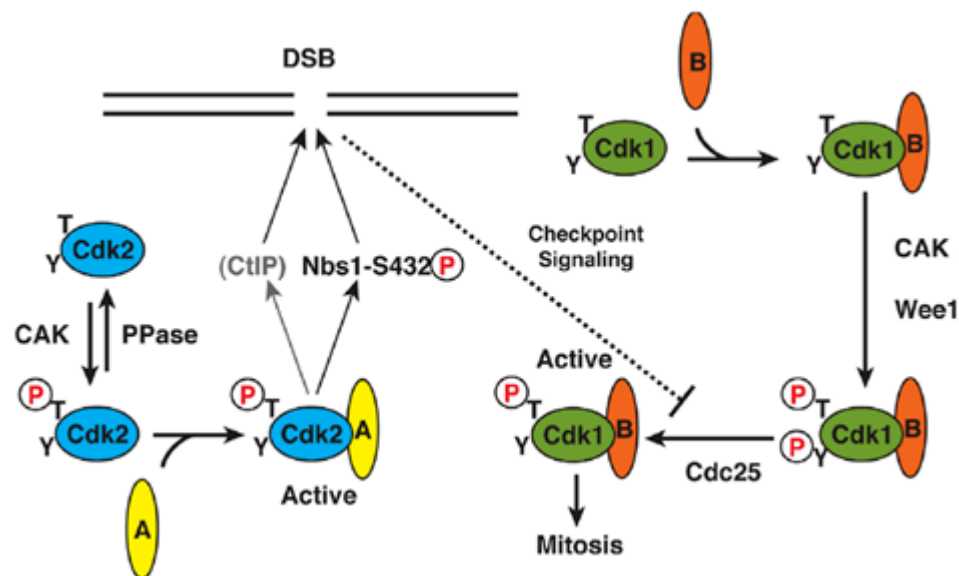 DSB
B
T
Y
Cdk1
T
Y
Cdk1
B
Checkpoint
Signaling
CAK
Wee1
T
Y
Cdk2
(CtIP)
Nbs1-S432
P
CAK
PPase
P
T
Y
Cdk2
P
T
Y
Cdk2
A
Active
A
Active
P
T
Y
Cdk1
B
P
T
P
Y
Cdk1
B
Cdc25
Mitosis